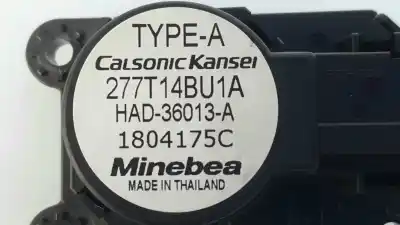 TYPE-A
Calsonic Kansei
277T14BU1A
HAD-36013-A
1804175C
Minebea
MADE IN THAILAND